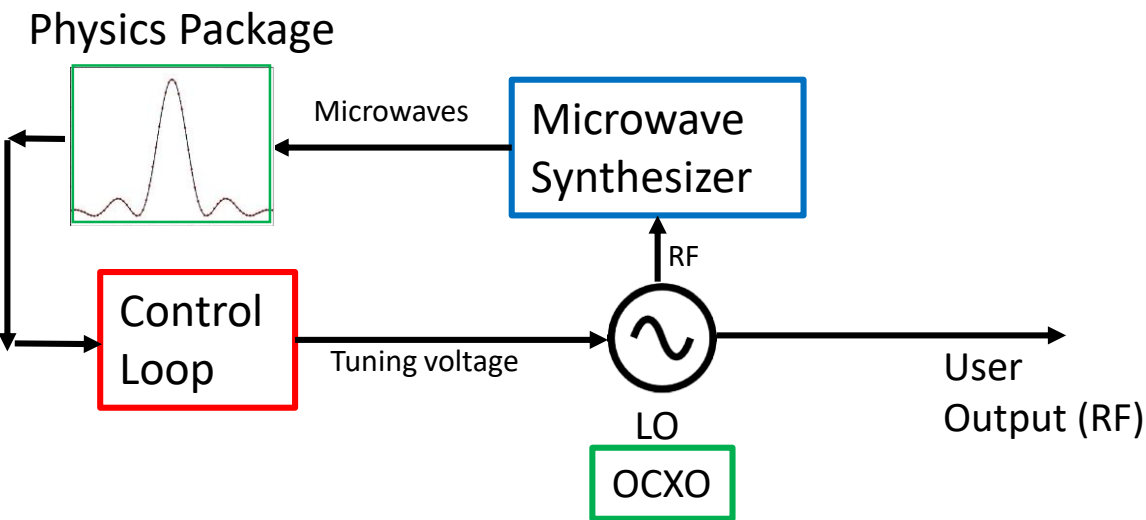 Physics Package
Microwaves
Microwave
Synthesizer
RF
Control
Loop
Tuning voltage
LO
OCXO
User
Output (RF)